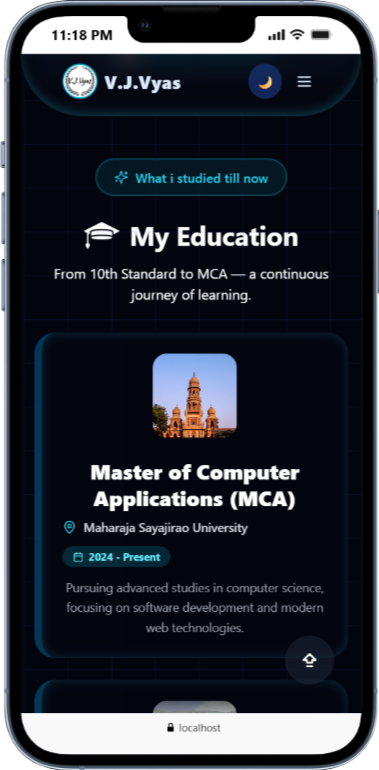 11:18 PM
V.J.Vyas
What i studied till now
My Education
From 10th Standard to MCA — a continuous
journey of learning.
Master of Computer
Applications (MCA)
Maharaja Sayajirao University
2024 - Present
Pursuing advanced studies in computer science,
focusing on software development and modern
web technologies.
localhost